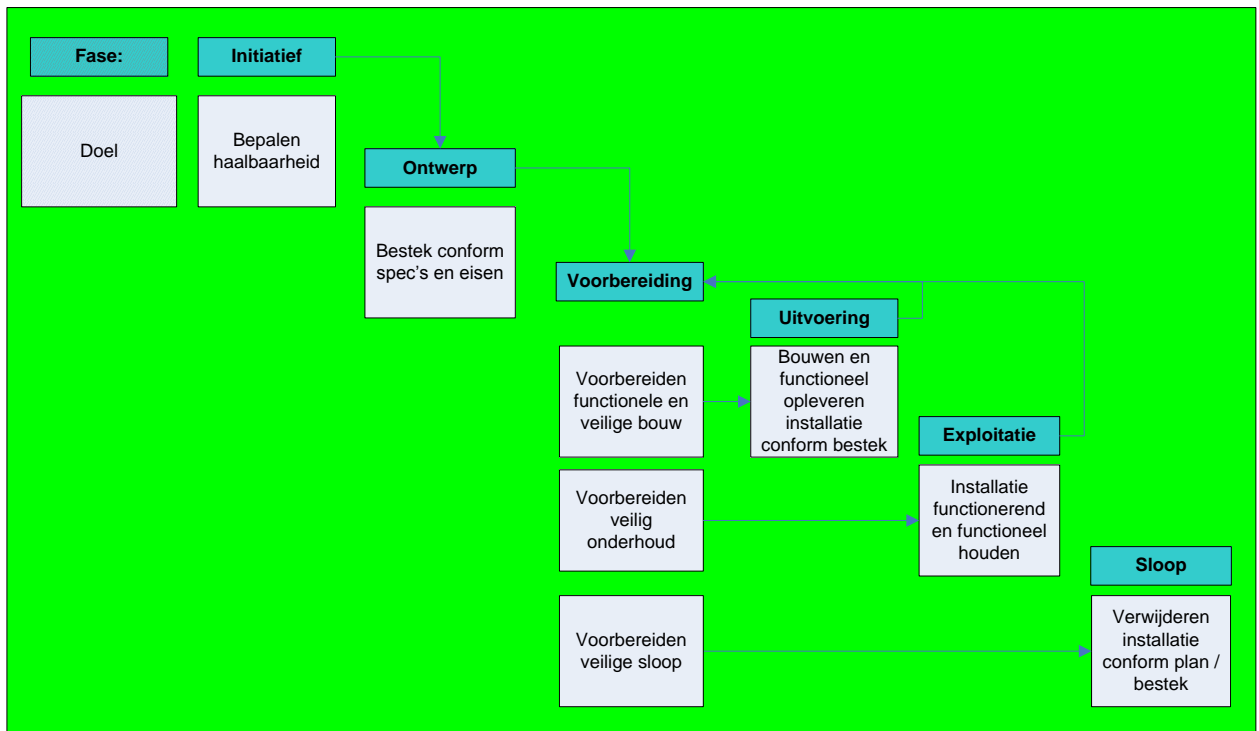 Fase:
Initiatief
Doel
Bepalen
haalbaarheid
Ontwerp
Bestek conform
spec's en eisen
Voorbereiding
Uitvoering
Voorbereiden
functionele en
veilige bouw
Bouwen en
functioneel
opleveren
installatie
conform bestek
Exploitatie
Voorbereiden
veilig
onderhoud
Installatie
functionerend
en functioneel
houden
Sloop
Voorbereiden
veilige sloop
Verwijderen
installatie
conform plan /
bestek